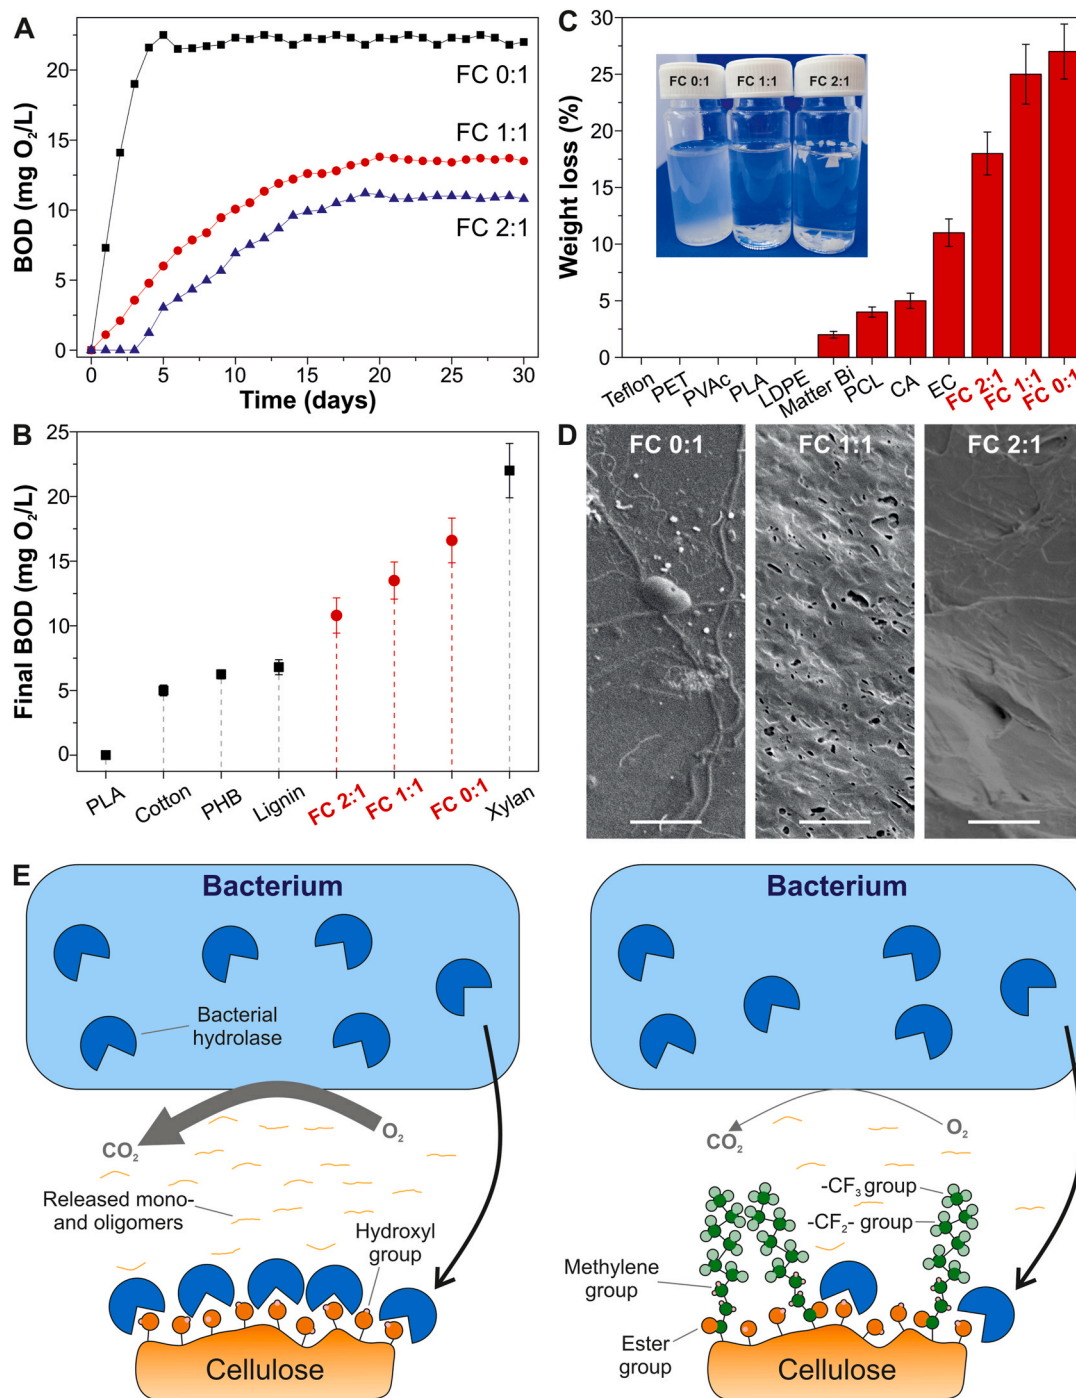 A
BOD (mg O₂/L)
20
15
10
5
0
FC 0:1
FC 1:1
FC 2:1
0
5
10
15
20
25
30
Time (days)
B
Final BOD (mg O₂/L)
25
20
15
10
5
0
PLA
Cotton
PHB
Lignin
FC 2:1
FC 1:1
FC 0:1
Xylan
C
Weight loss (%)
30
25
20
15
10
5
0
FC 0:1
FC 1:1
FC 2:1
Teflon
PET
PVAc
PLA
LDPE
Matter Bi
PCL
CA
EC
FC 2:1
FC 1:1
FC 0:1
D
FC 0:1
FC 1:1
FC 2:1
E
Bacterium
Bacterial
hydrolase
CO₂
O₂
Released mono-
and oligomers
Hydroxyl
group
Cellulose
Bacterium
CO₂
O₂
-CF₃ group
-CF₂- group
Methylene
group
Ester
group
Cellulose